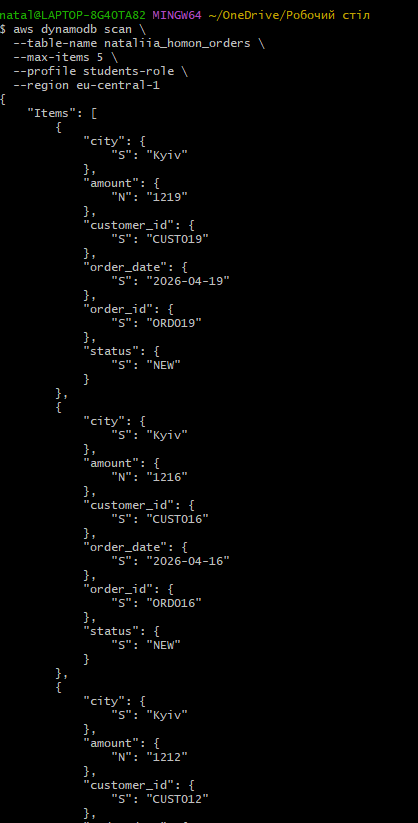 natal@LAPTOP-8G40TA82 MINGW64 ~/OneDrive/Робочий стіл
$ aws dynamodb scan \
  --table-name nataliia_homon_orders \
  --max-items 5 \
  --profile students-role \
  --region eu-central-1
{
    "Items": [
        {
            "city": {
                "S": "Kyiv"
            },
            "amount": {
                "N": "1219"
            },
            "customer_id": {
                "S": "CUST019"
            },
            "order_date": {
                "S": "2026-04-19"
            },
            "order_id": {
                "S": "ORD019"
            },
            "status": {
                "S": "NEW"
            }
        },
        {
            "city": {
                "S": "Kyiv"
            },
            "amount": {
                "N": "1216"
            },
            "customer_id": {
                "S": "CUST016"
            },
            "order_date": {
                "S": "2026-04-16"
            },
            "order_id": {
                "S": "ORD016"
            },
            "status": {
                "S": "NEW"
            }
        },
        {
            "city": {
                "S": "Kyiv"
            },
            "amount": {
                "N": "1212"
            },
            "customer_id": {
                "S": "CUST012"
            },